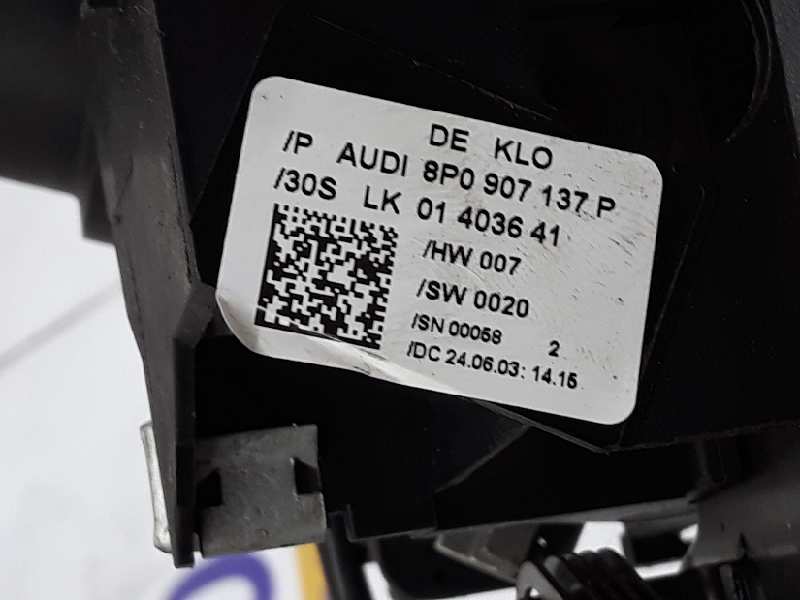 DE KLO
/P AUDI 8P0 907 137 P
/30S LK 01 4036 41
/HW 007
/SW 0020
/SN 00058 2
/DC 24.06.03: 14.15